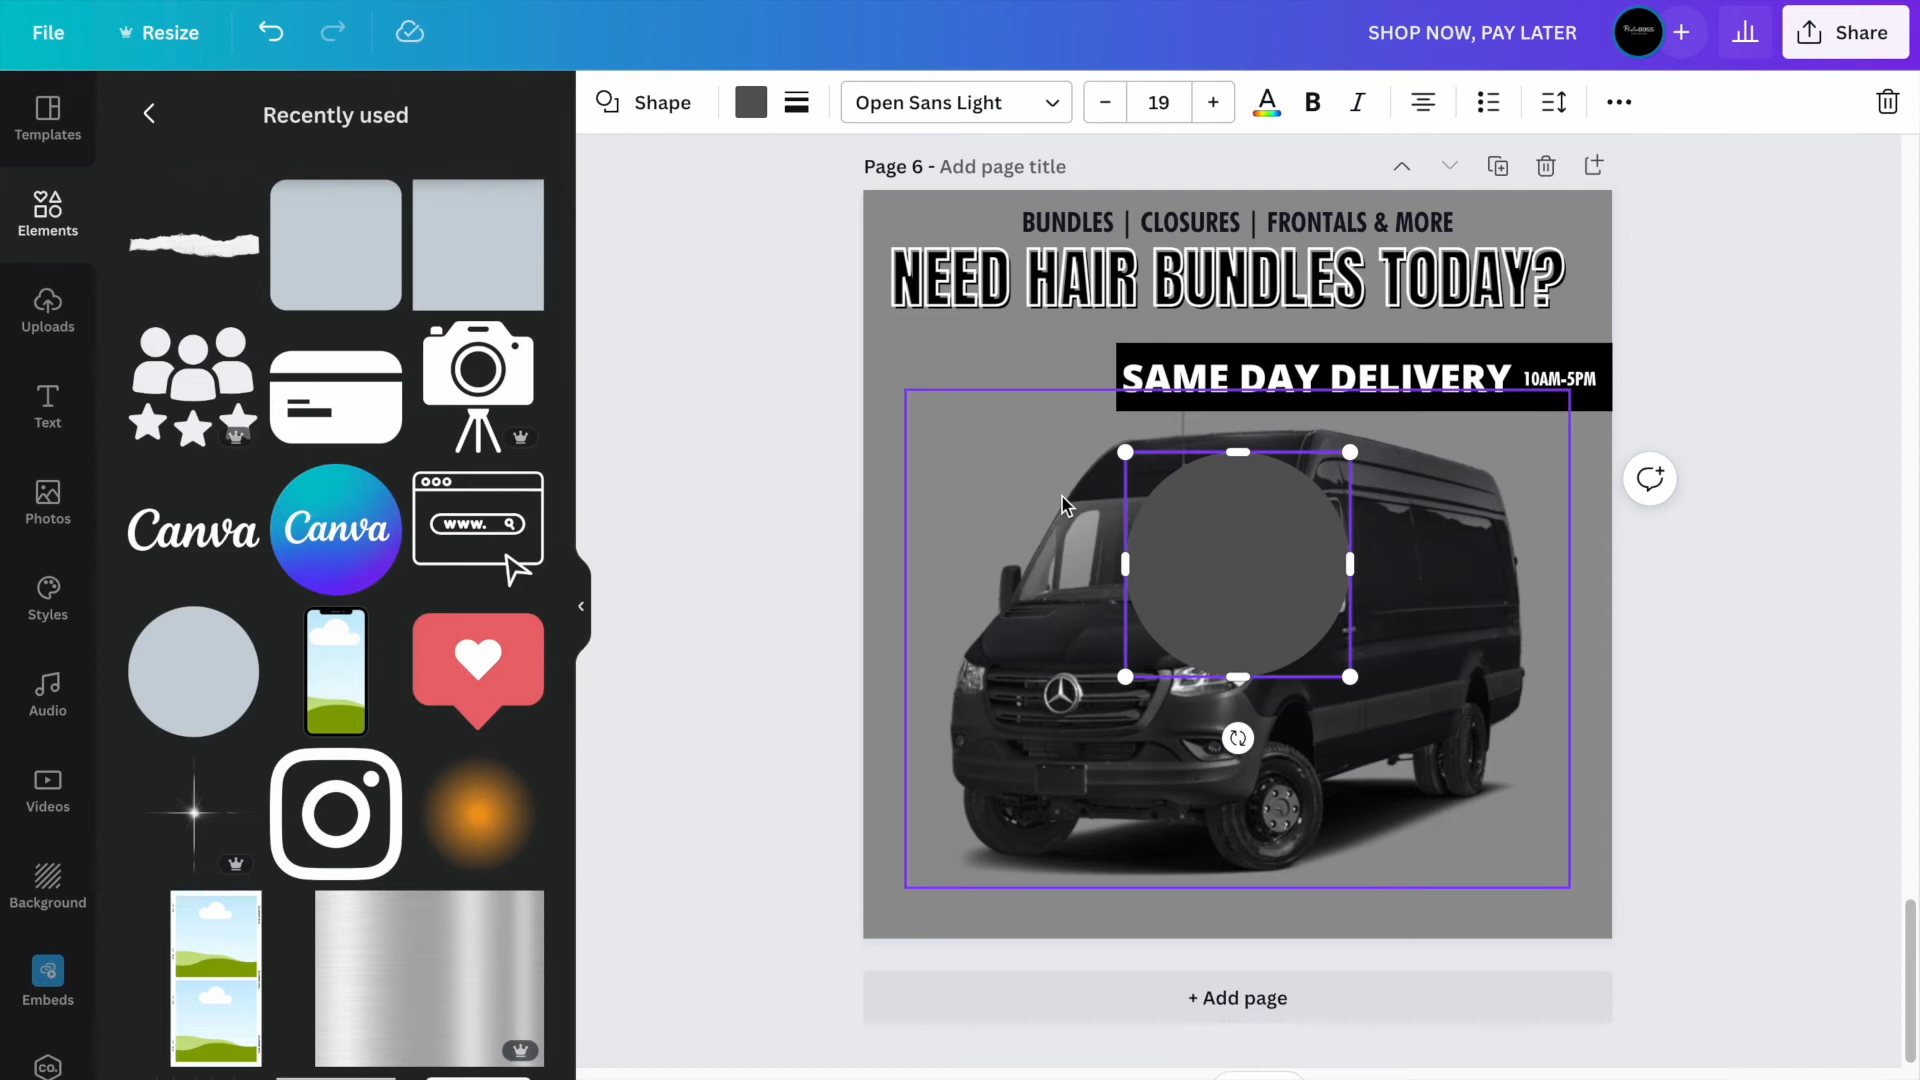 File
Resize
SHOP NOW, PAY LATER
Share
Templates
Elements
Uploads
Text
Photos
Styles
Audio
Videos
Background
Embeds
co.
Recently used
Canva
Canva
www.
Shape
Open Sans Light
19
A
B
I
Page 6 - Add page title
BUNDLES | CLOSURES | FRONTALS & MORE
NEED HAIR BUNDLES TODAY?
SAME DAY DELIVERY 10AM-5PM
+ Add page